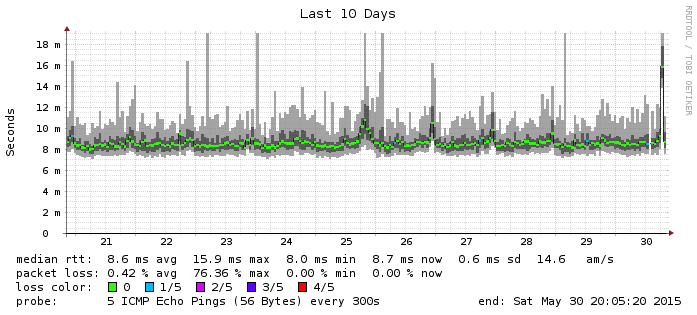 Last 10 Days
RRDTOOL / TOBI OETIKER
Seconds
18 m
16 m
14 m
12 m
10 m
8 m
6 m
4 m
2 m
0
21 22 23 24 25 26 27 28 29 30
median rtt: 8.6 ms avg 15.9 ms max 8.0 ms min 8.7 ms now 0.6 ms sd 14.6 am/s
packet loss: 0.42 % avg 76.36 % max 0.00 % min 0.00 % now
loss color: 0 1/5 2/5 3/5 4/5
probe: 5 ICMP Echo Pings (56 Bytes) every 300s end: Sat May 30 20:05:20 2015